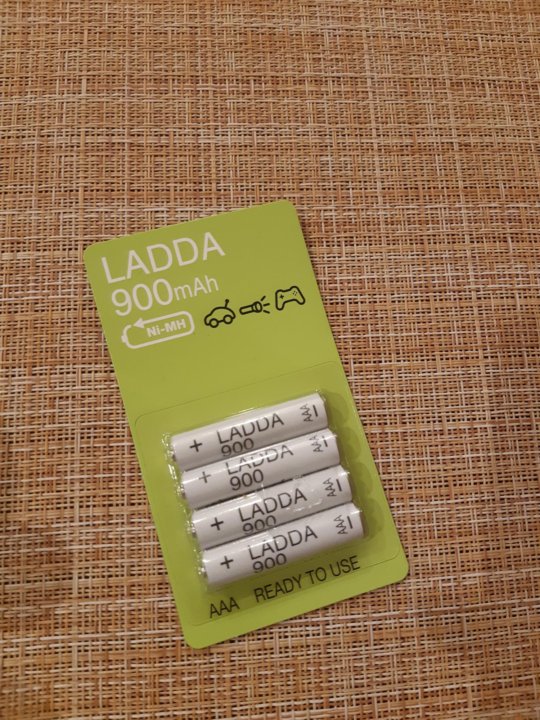 LADDA
900mAh
Ni-MH
+ LADDA AAA
900
+ LADDA AAA
900
+ LADDA AAA
900
+ LADDA AAA
900
AAA READY TO USE